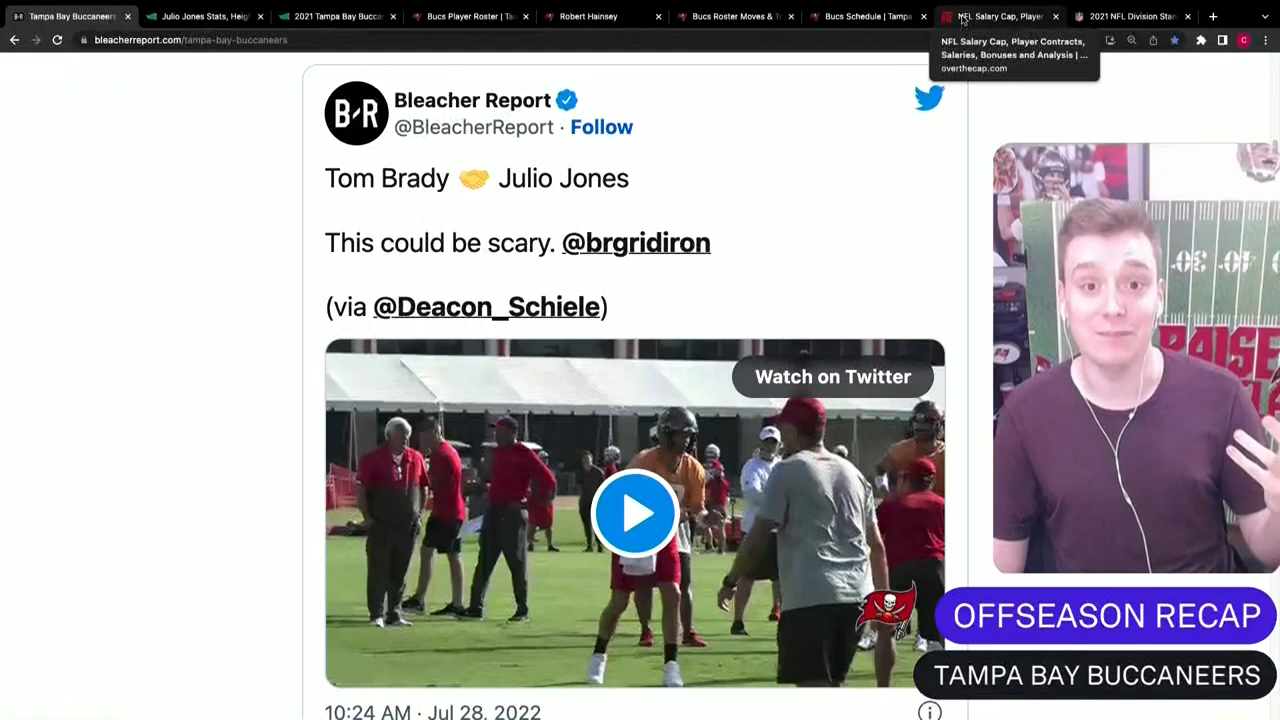 Tampa Bay Buccaneers
Julio Jones Stats, Heig
2021 Tampa Bay Bucca
Bucs Player Roster | Ta
Robert Hainsey
Bucs Roster Moves & T
Bucs Schedule | Tampa
NFL Salary Cap, Player
2021 NFL Division Stan
bleacherreport.com/tampa-bay-buccaneers
C
NFL Salary Cap, Player Contracts,
Salaries, Bonuses and Analysis | ...
overthecap.com
B/R
Bleacher Report
@BleacherReport · Follow
Tom Brady 🤝 Julio Jones
This could be scary. @brgridiron
(via @Deacon_Schiele)
Watch on Twitter
10:24 AM · Jul 28, 2022
RAISE
OFFSEASON RECAP
TAMPA BAY BUCCANEERS